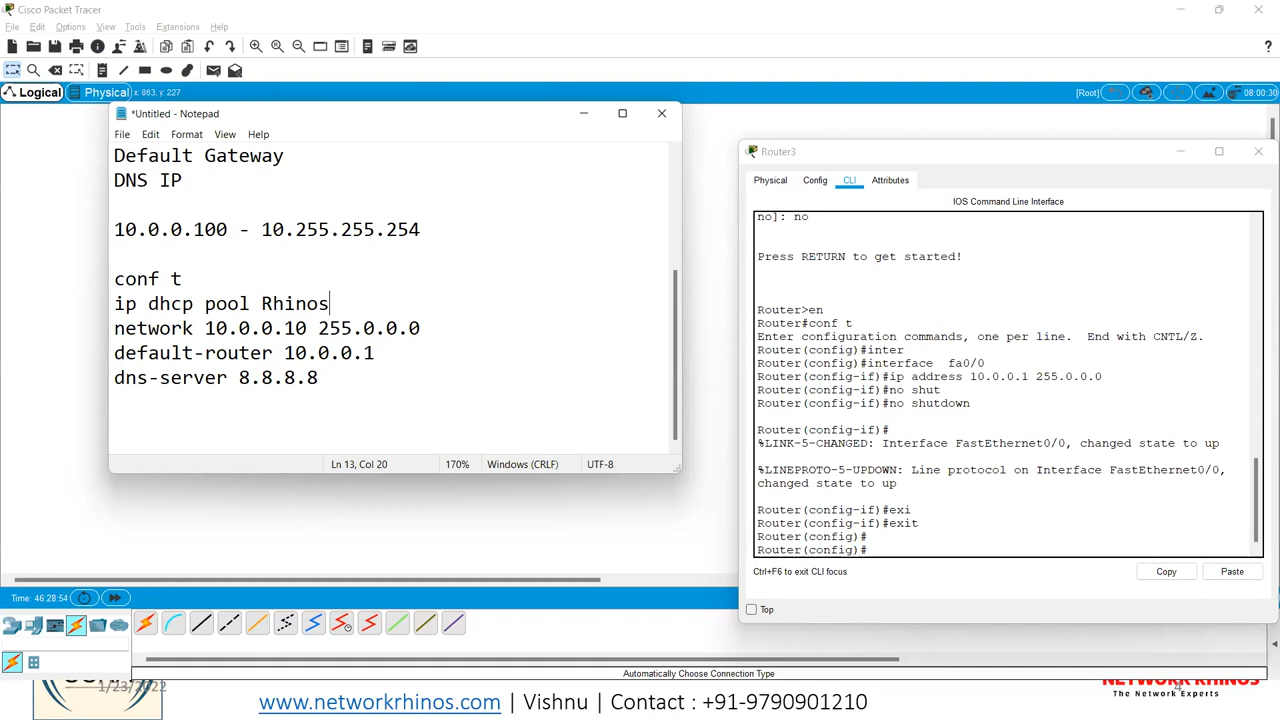 Cisco Packet Tracer
File Edit Options View Tools Extensions Help
?
Logical Physical x: 863, y: 227 [Root] 08:00:30
*Untitled - Notepad
File Edit Format View Help
Default Gateway
DNS IP
10.0.0.100 - 10.255.255.254
conf t
ip dhcp pool Rhinos
network 10.0.0.10 255.0.0.0
default-router 10.0.0.1
dns-server 8.8.8.8
Ln 13, Col 20 170% Windows (CRLF) UTF-8
Router3
Physical Config CLI Attributes
IOS Command Line Interface
no]: no
Press RETURN to get started!
Router>en
Router#conf t
Enter configuration commands, one per line. End with CNTL/Z.
Router(config)#inter
Router(config)#interface fa0/0
Router(config-if)#ip address 10.0.0.1 255.0.0.0
Router(config-if)#no shut
Router(config-if)#no shutdown
Router(config-if)#
%LINK-5-CHANGED: Interface FastEthernet0/0, changed state to up
%LINEPROTO-5-UPDOWN: Line protocol on Interface FastEthernet0/0,
changed state to up
Router(config-if)#exi
Router(config-if)#exit
Router(config)#
Router(config)#
Ctrl+F6 to exit CLI focus Copy Paste
Top
Time: 46:28:54
Automatically Choose Connection Type
1/23/2022
www.networkrhinos.com | Vishnu | Contact : +91-9790901210
NETWORK RHINOS
The Network Experts